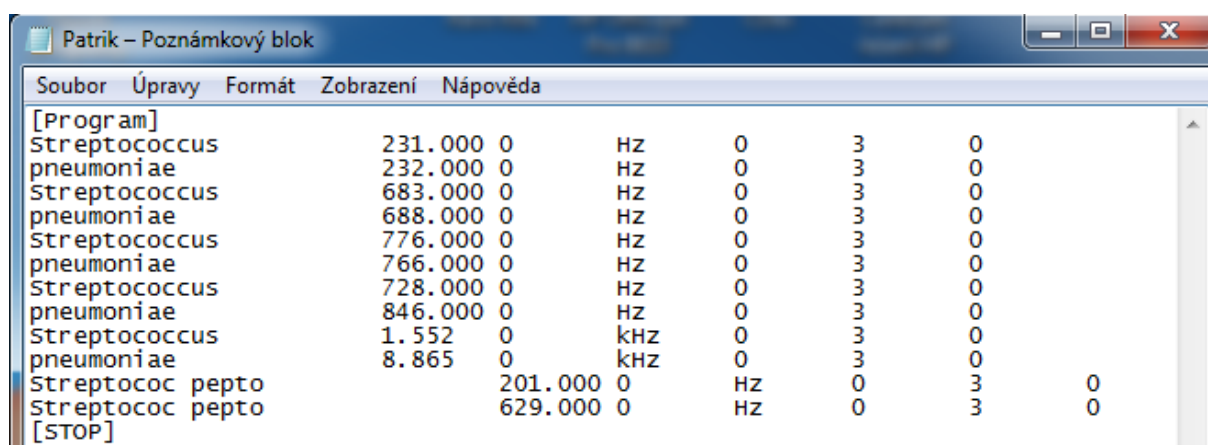 Patrik – Poznámkový blok
Soubor Úpravy Formát Zobrazení Nápověda
[Program]
Streptococcus 231.000 0 Hz 0 3 0
pneumoniae 232.000 0 Hz 0 3 0
Streptococcus 683.000 0 Hz 0 3 0
pneumoniae 688.000 0 Hz 0 3 0
Streptococcus 776.000 0 Hz 0 3 0
pneumoniae 766.000 0 Hz 0 3 0
Streptococcus 728.000 0 Hz 0 3 0
pneumoniae 846.000 0 Hz 0 3 0
Streptococcus 1.552 0 kHz 0 3 0
pneumoniae 8.865 0 kHz 0 3 0
Streptococ pepto 201.000 0 Hz 0 3 0
Streptococ pepto 629.000 0 Hz 0 3 0
[STOP]